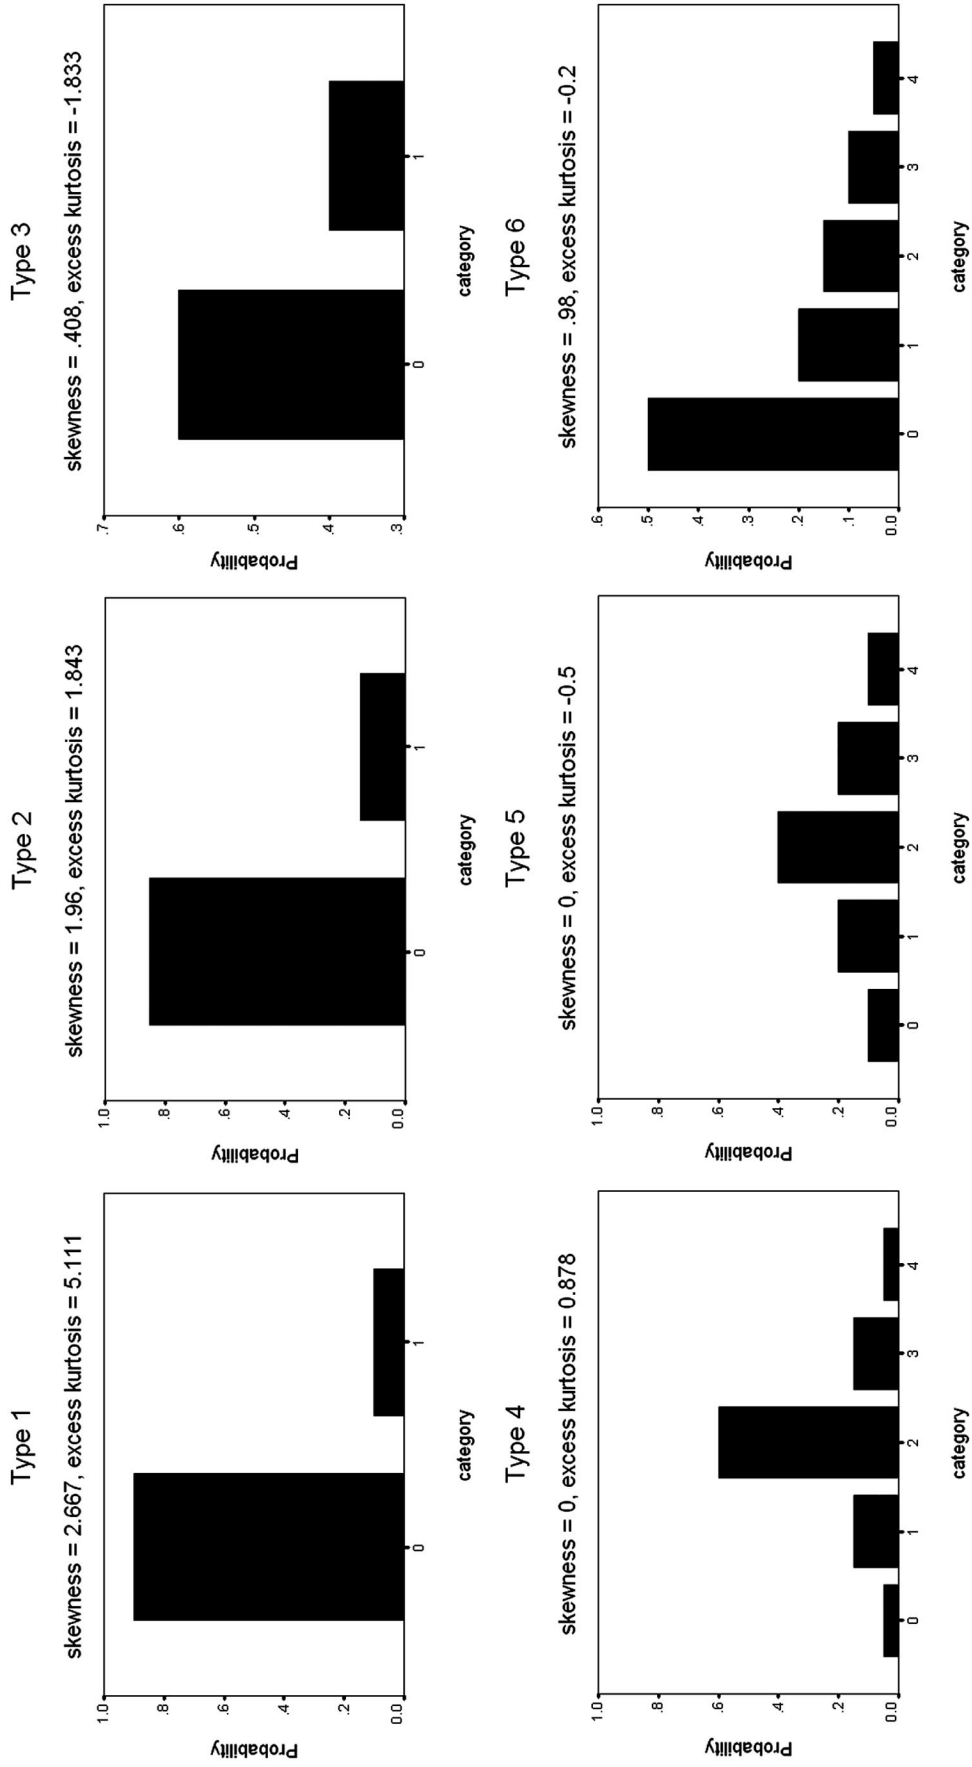 Type 1
skewness = 2.667, excess kurtosis = 5.111
Probability
1.0
.8
.6
.4
.2
0.0
0
1
category
Type 2
skewness = 1.96, excess kurtosis = 1.843
Probability
1.0
.8
.6
.4
.2
0.0
0
1
category
Type 3
skewness = .408, excess kurtosis = -1.833
Probability
.7
.6
.5
.4
.3
0
1
category
Type 4
skewness = 0, excess kurtosis = 0.878
Probability
1.0
.8
.6
.4
.2
0.0
0
1
2
3
4
category
Type 5
skewness = 0, excess kurtosis = -0.5
Probability
1.0
.8
.6
.4
.2
0.0
0
1
2
3
4
category
Type 6
skewness = .98, excess kurtosis = -0.2
Probability
.6
.5
.4
.3
.2
.1
0.0
0
1
2
3
4
category